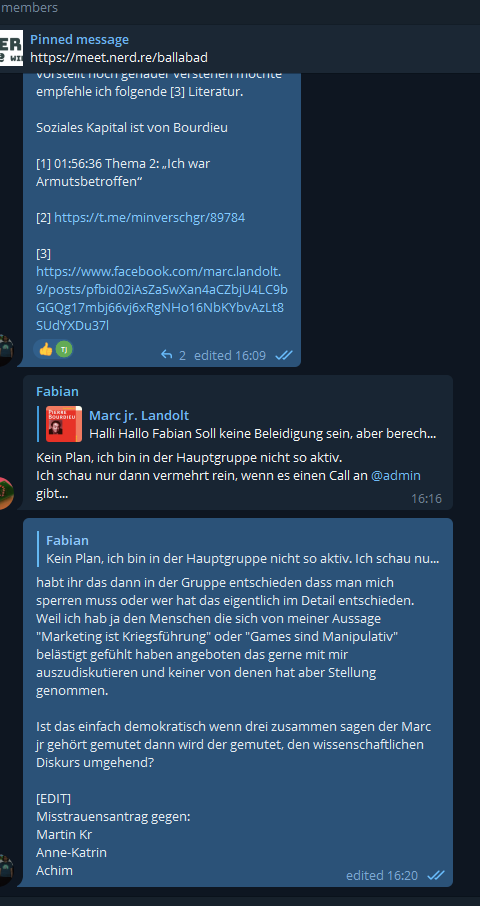 members
Pinned message
https://meet.nerd.re/ballabad
vorstellt noch genauer verstehen möchte
empfehle ich folgende [3] Literatur.
Soziales Kapital ist von Bourdieu
[1] 01:56:36 Thema 2: „Ich war
Armutsbetroffen“
[2] https://t.me/minverschgr/89784
[3]
https://www.facebook.com/marc.landolt.
9/posts/pfbid02iAsZaSwXan4aCZbjU4LC9b
GGQg17mbj66vj6xRgNHo16NbKYbvAzLt8
SUdYXDu37l
TJ
2 edited 16:09
Fabian
PIERRE
BOURDIEU
Marc jr. Landolt
Halli Hallo Fabian Soll keine Beleidigung sein, aber berech...
Kein Plan, ich bin in der Hauptgruppe nicht so aktiv.
Ich schau nur dann vermehrt rein, wenn es einen Call an @admin
gibt...
16:16
Fabian
Kein Plan, ich bin in der Hauptgruppe nicht so aktiv. Ich schau nu...
habt ihr das dann in der Gruppe entschieden dass man mich
sperren muss oder wer hat das eigentlich im Detail entschieden.
Weil ich hab ja den Menschen die sich von meiner Aussage
"Marketing ist Kriegsführung" oder "Games sind Manipulativ"
belästigt gefühlt haben angeboten das gerne mit mir
auszudiskutieren und keiner von denen hat aber Stellung
genommen.
Ist das einfach demokratisch wenn drei zusammen sagen der Marc
jr gehört gemutet dann wird der gemutet, den wissenschaftlichen
Diskurs umgehend?
[EDIT]
Misstrauensantrag gegen:
Martin Kr
Anne-Katrin
Achim
edited 16:20